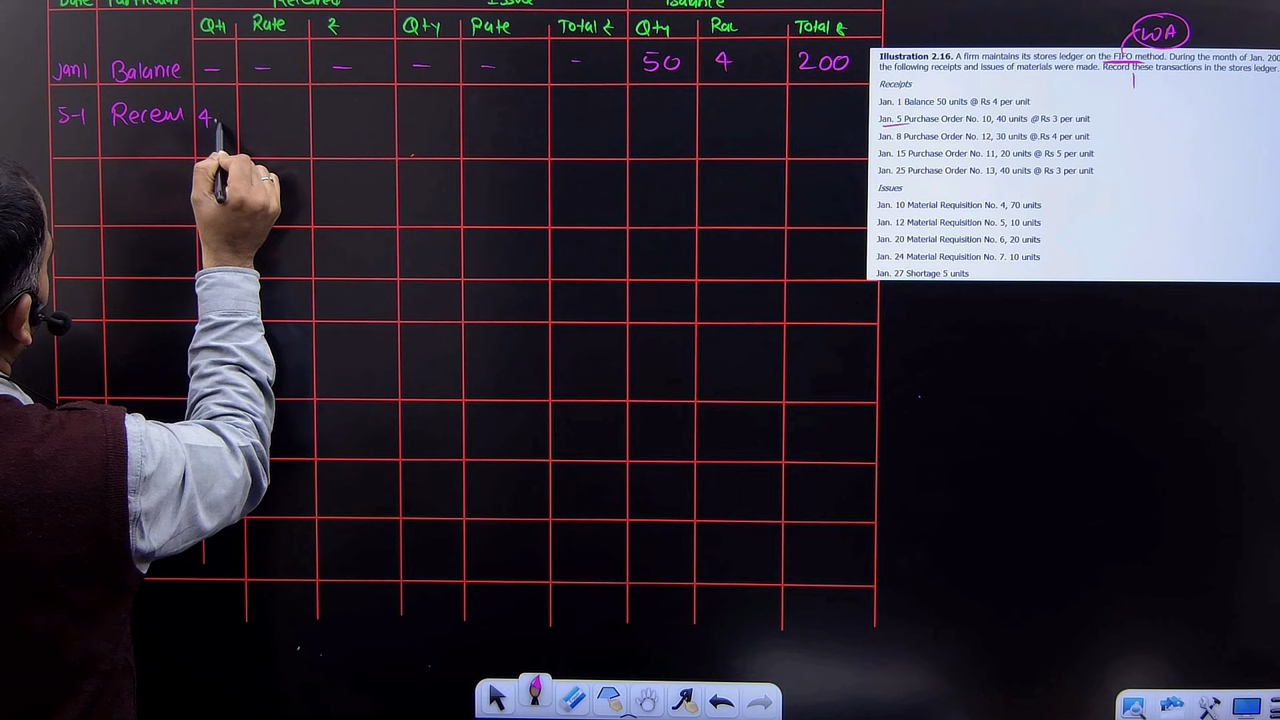 Date Particular Received Issue Balance
Qty Rate ₹ Qty Rate Total ₹ Qty Total ₹
Jan1 Balance — — — — — - 50 4 200
5-1 4
WA
Illustration 2.16. A firm maintains its stores ledger on the FIFO method. During the month of Jan. 200
the following receipts and issues of materials were made. Record these transactions in the stores ledger.
Receipts
Jan. 1 Balance 50 units @ Rs 4 per unit
Jan. 5 Purchase Order No. 10, 40 units @ Rs 3 per unit
Jan. 8 Purchase Order No. 12, 30 units @ Rs 4 per unit
Jan. 15 Purchase Order No. 11, 20 units @ Rs 5 per unit
Jan. 25 Purchase Order No. 13, 40 units @ Rs 3 per unit
Issues
Jan. 10 Material Requisition No. 4, 70 units
Jan. 12 Material Requisition No. 5, 10 units
Jan. 20 Material Requisition No. 6, 20 units
Jan. 24 Material Requisition No. 7. 10 units
Jan. 27 Shortage 5 units